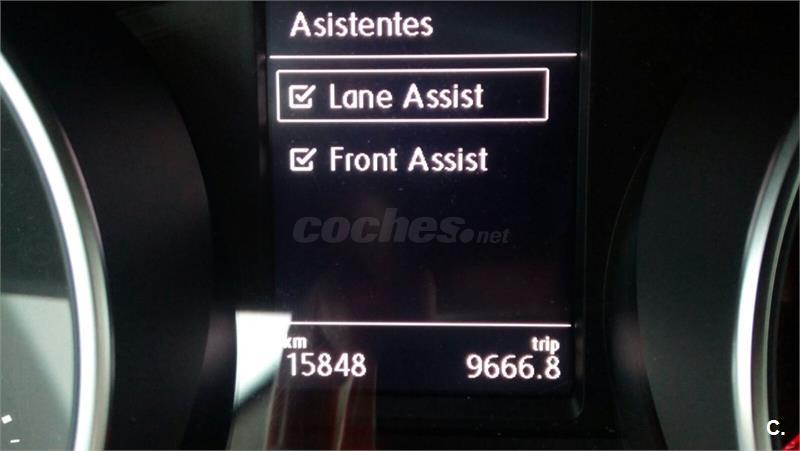 Asistentes
Lane Assist
Front Assist
coches.net
km trip
15848 9666.8
C.